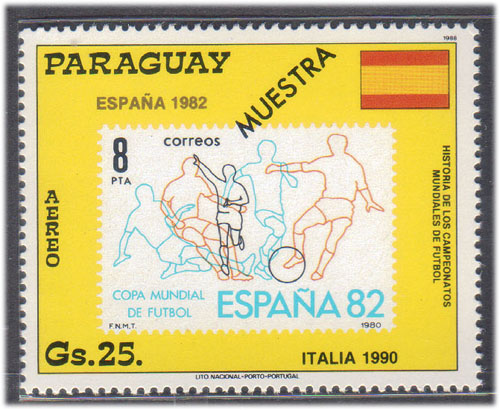 1988
PARAGUAY
ESPAÑA 1982
MUESTRA
8
PTA
correos
AEREO
HISTORIA DE LOS CAMPEONATOS
MUNDIALES DE FUTBOL
COPA MUNDIAL
DE FUTBOL
ESPAÑA 82
F.N.M.T.
1980
Gs.25.
ITALIA 1990
LITO. NACIONAL-PORTO-PORTUGAL